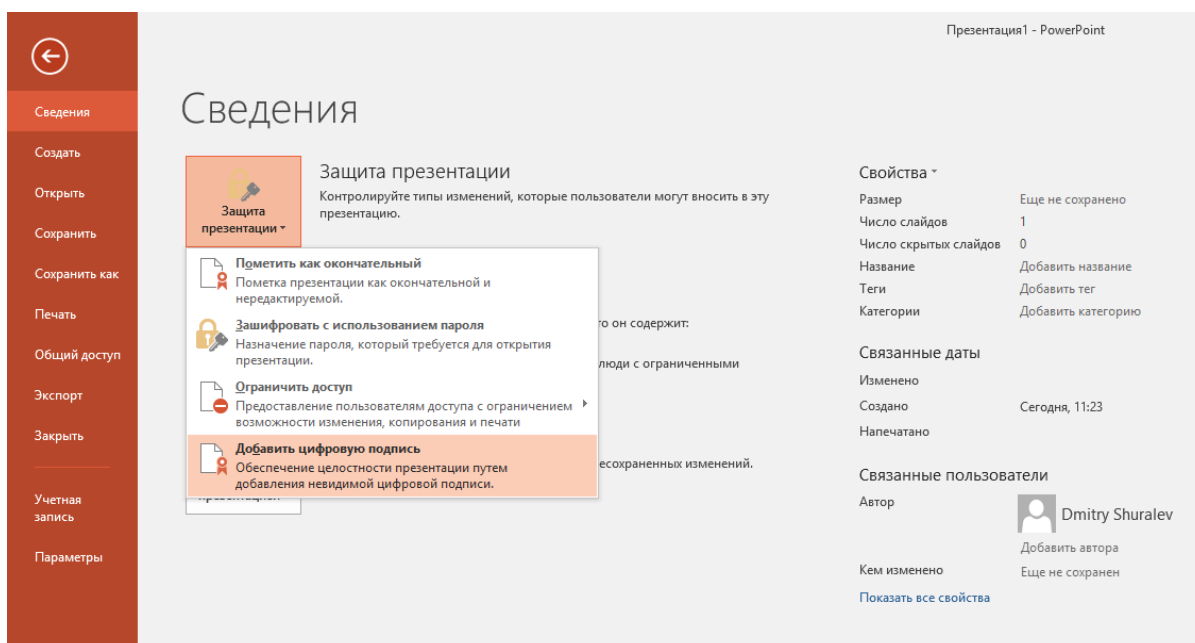 Презентация1 - PowerPoint
Сведения
Создать
Открыть
Сохранить
Сохранить как
Печать
Общий доступ
Экспорт
Закрыть
Учетная
запись
Параметры
Сведения
Защита
презентации
Защита презентации
Контролируйте типы изменений, которые пользователи могут вносить в эту
презентацию.
Пометить как окончательный
Пометка презентации как окончательной и
нередактируемой.
Зашифровать с использованием пароля
Назначение пароля, который требуется для открытия
презентации.
Ограничить доступ
Предоставление пользователям доступа с ограничением
возможности изменения, копирования и печати
Добавить цифровую подпись
Обеспечение целостности презентации путем
добавления невидимой цифровой подписи.
он содержит:
люди с ограниченными
есохраненных изменений.
Свойства
Размер Еще не сохранено
Число слайдов 1
Число скрытых слайдов 0
Название Добавить название
Теги Добавить тег
Категории Добавить категорию
Связанные даты
Изменено
Создано Сегодня, 11:23
Напечатано
Связанные пользователи
Автор Dmitry Shuralev
Добавить автора
Кем изменено Еще не сохранен
Показать все свойства